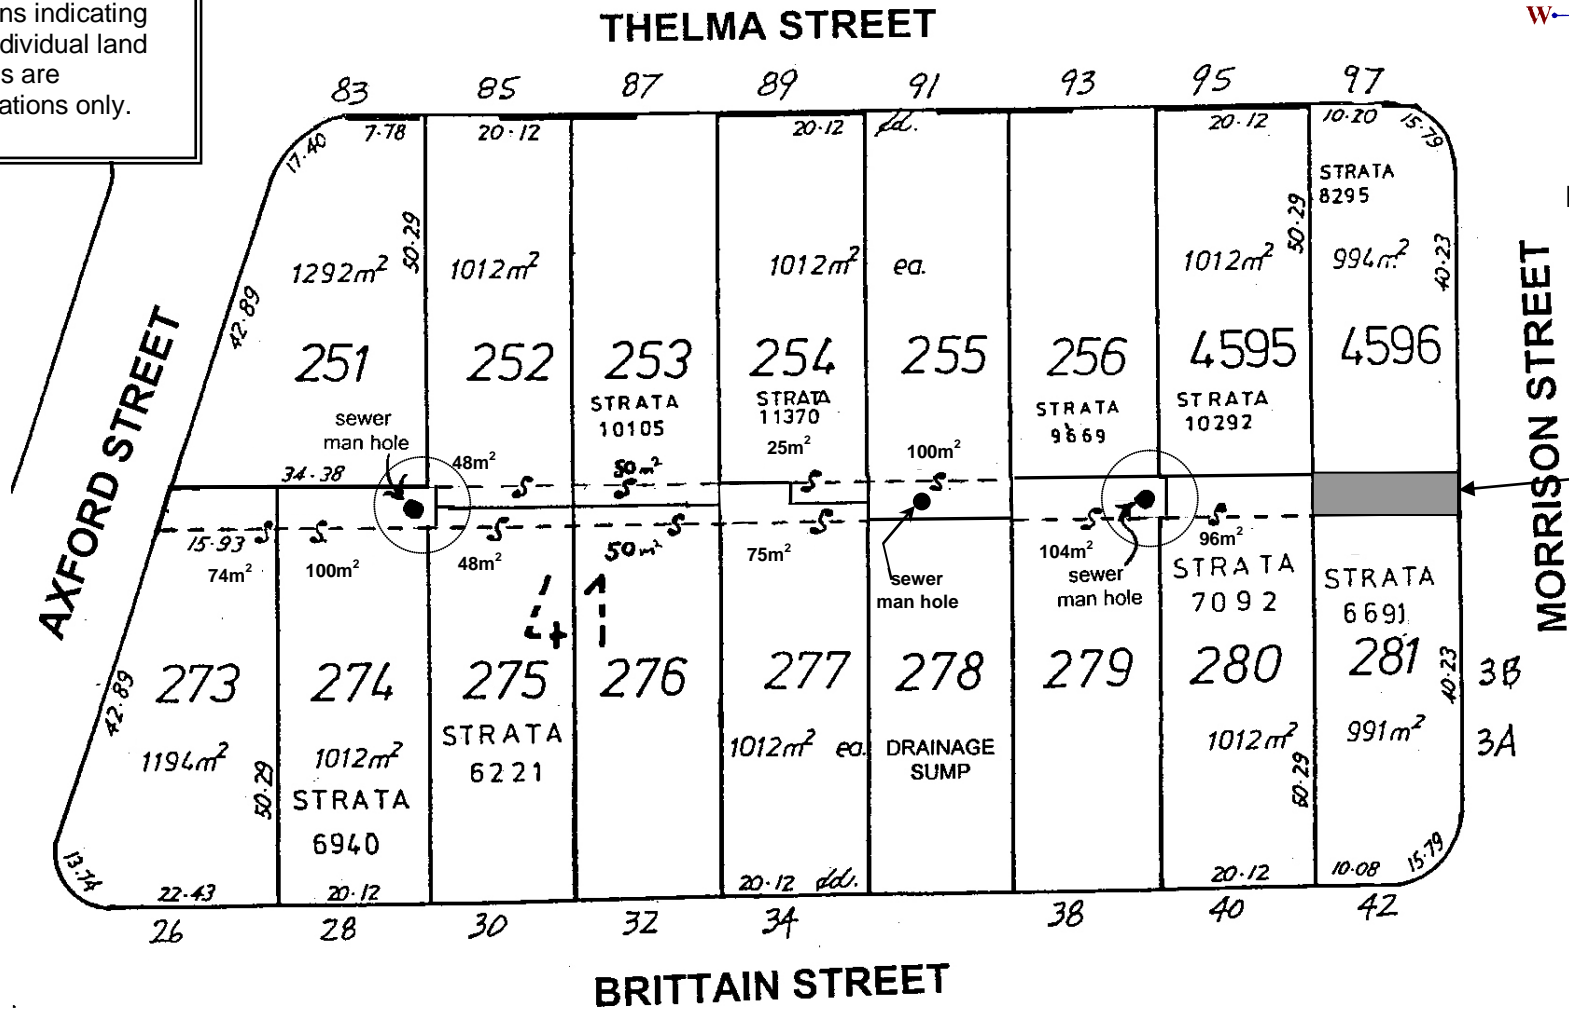 ns indicating
dividual land
s are
ations only.
THELMA STREET
W
83 85 87 89 91 93 95 97
17.40 7.78 20.12 20.12 dd. 20.12 10.20 15.79
STRATA
8295
50.29 50.29 40.23
1292m² 1012m² 1012m² ea. 1012m² 994m²
42.89
251 252 253 254 255 256 4595 4596
STRATA
10105
STRATA
11370
STRATA
9669
STRATA
10292
AXFORD STREET
MORRISON STREET
sewer
man hole
34.38 48m² 50m² 25m² 100m²
S S S S
15.93 S S S S S S S
74m² 100m² 48m² 50m² 75m² 104m² 96m²
sewer
man hole
sewer
man hole
STRATA
7092
STRATA
6691
41
273 274 275 276 277 278 279 280 281
42.89 40.23 3B
STRATA
6221
1194m² 1012m² 1012m² ea. 1012m² 991m² 3A
DRAINAGE
SUMP
50.29 50.29
STRATA
6940
13.74 22.43 20.12 20.12 dd. 20.12 10.08 15.79
26 28 30 32 34 38 40 42
BRITTAIN STREET